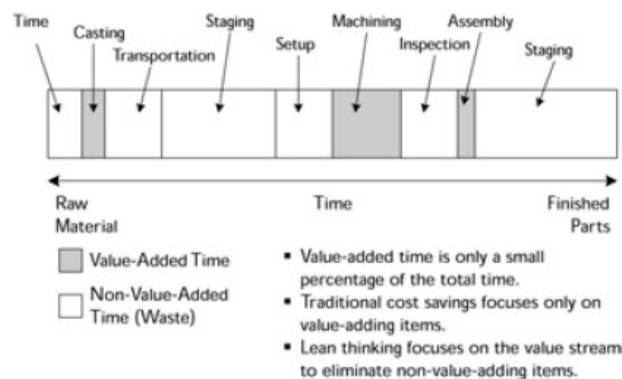 Time
Casting
Transportation
Staging
Setup
Machining
Inspection
Assembly
Staging
Raw
Material
Time
Finished
Parts
Value-Added Time
Non-Value-Added
Time (Waste)
▪ Value-added time is only a small
percentage of the total time.
▪ Traditional cost savings focuses only on
value-adding items.
▪ Lean thinking focuses on the value stream
to eliminate non-value-adding items.